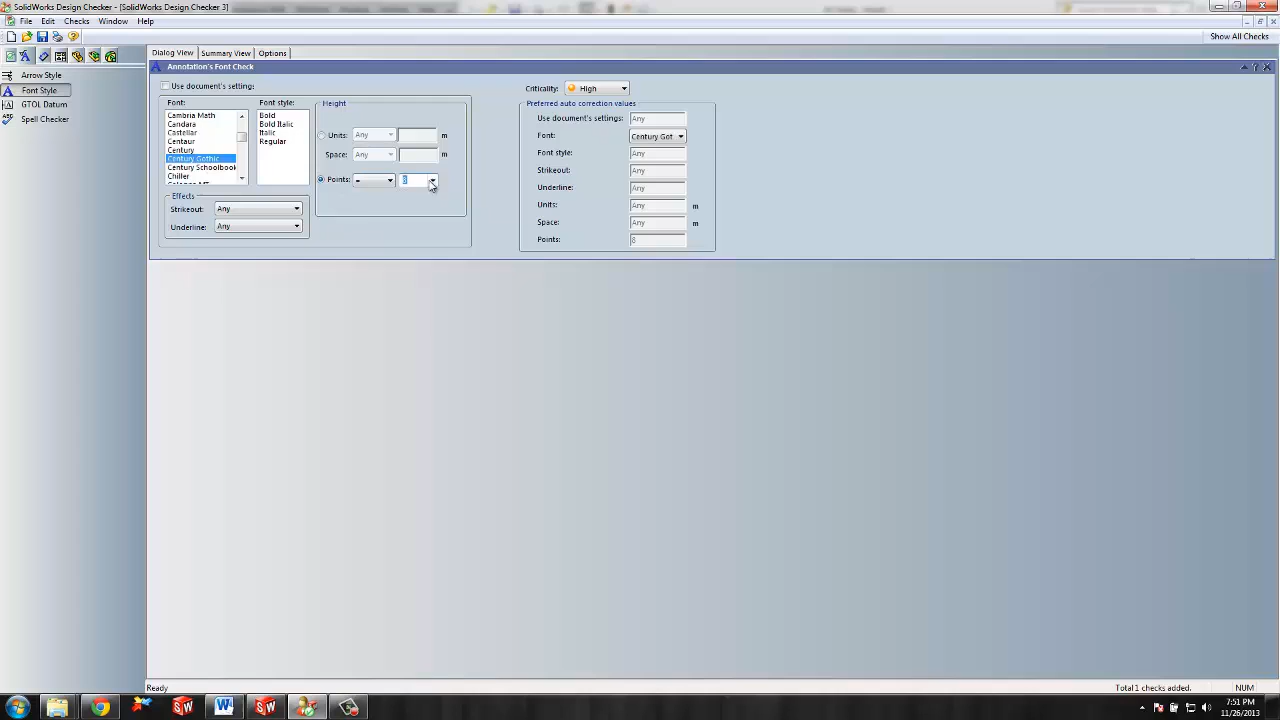 SolidWorks Design Checker - [SolidWorks Design Checker 3]
File Edit Checks Window Help
Show All Checks
Dialog View Summary View Options
Arrow Style
Font Style
GTOL Datum
Spell Checker
Annotation's Font Check
Use document's setting:
Criticality: High
Font: Font style: Height
Cambria Math
Candara
Castellar
Centaur
Century
Century Gothic
Century Schoolbook
Chiller
Bold
Bold Italic
Italic
Regular
Units: Any m
Space: Any m
Points: = 8
Effects
Strikeout: Any
Underline: Any
Preferred auto correction values
Use document's settings: Any
Font: Century Got
Font style: Any
Strikeout: Any
Underline: Any
Units: Any m
Space: Any m
Points: 8
Ready
Total 1 checks added. NUM
7:51 PM
11/26/2013